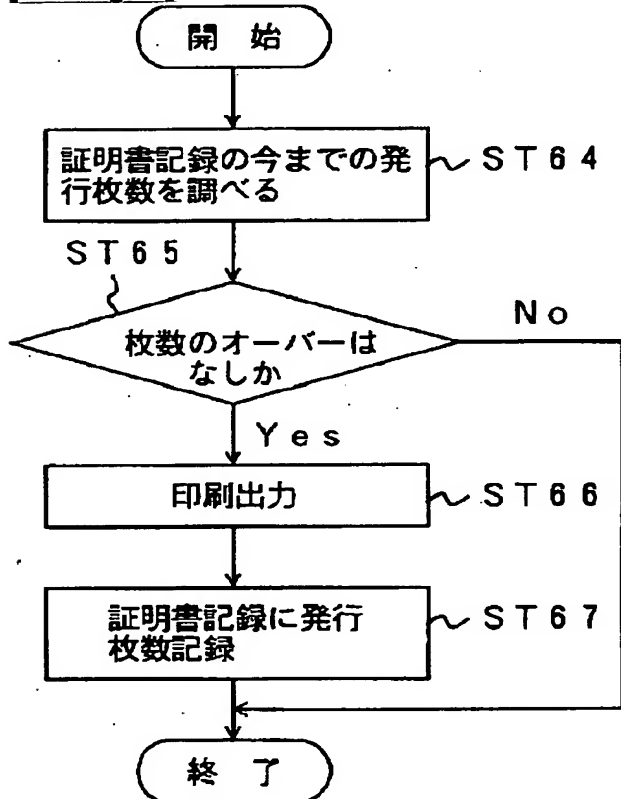 開 始
証明書記録の今までの発
行枚数を調べる
ST64
ST65
枚数のオーバーは
なしか
No
Yes
印刷出力
ST66
証明書記録に発行
枚数記録
ST67
終 了